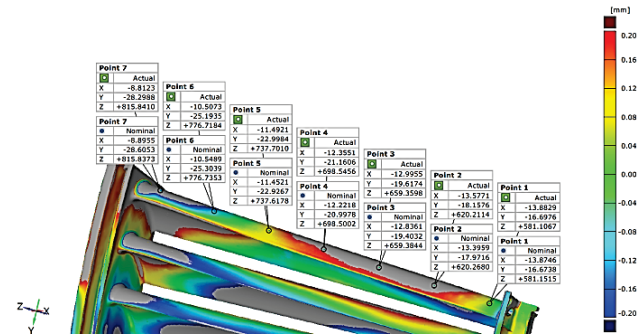 [mm]
0.20
0.16
0.12
0.08
0.04
0.00
-0.04
-0.08
-0.12
-0.16
-0.20
Point 7
Actual
X -8.8123
Y -28.2988
Z +815.8410
Point 7
Nominal
X -8.8955
Y -28.6053
Z +815.8373
Point 6
Actual
X -10.5073
Y -25.1935
Z +776.7184
Point 6
Nominal
X -10.5489
Y -25.3039
Z +776.7353
Point 5
Actual
X -11.4921
Y -22.9984
Z +737.7010
Point 5
Nominal
X -11.4521
Y -22.9267
Z +737.6178
Point 4
Actual
X -12.3551
Y -21.1606
Z +698.5456
Point 4
Nominal
X -12.2218
Y -20.9978
Z +698.5002
Point 3
Actual
X -12.9955
Y -19.6174
Z +659.3598
Point 3
Nominal
X -12.8361
Y -19.4032
Z +659.3844
Point 2
Actual
X -13.5771
Y -18.1576
Z +620.2114
Point 2
Nominal
X -13.3959
Y -17.9716
Z +620.2680
Point 1
Actual
X -13.8829
Y -16.6976
Z +581.1067
Point 1
Nominal
X -13.8746
Y -16.6738
Z +581.1515
Z X
Y